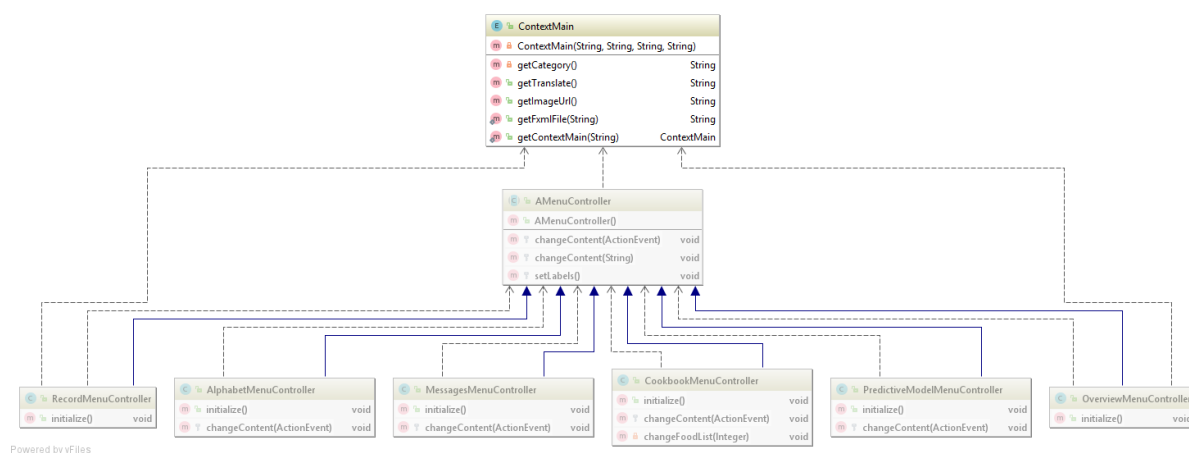 ContextMain
ContextMain(String, String, String, String)
getCategory() String
getTranslate() String
getImageUrl() String
getFxmlFile(String) String
getContextMain(String) ContextMain
AMenuController
AMenuController()
changeContent(ActionEvent) void
changeContent(String) void
setLabels() void
RecordMenuController
initialize() void
AlphabetMenuController
initialize() void
changeContent(ActionEvent) void
MessagesMenuController
initialize() void
changeContent(ActionEvent) void
CookbookMenuController
initialize() void
changeContent(ActionEvent) void
changeFoodList(Integer) void
PredictiveModelMenuController
initialize() void
changeContent(ActionEvent) void
OverviewMenuController
initialize() void
Powered by yFiles